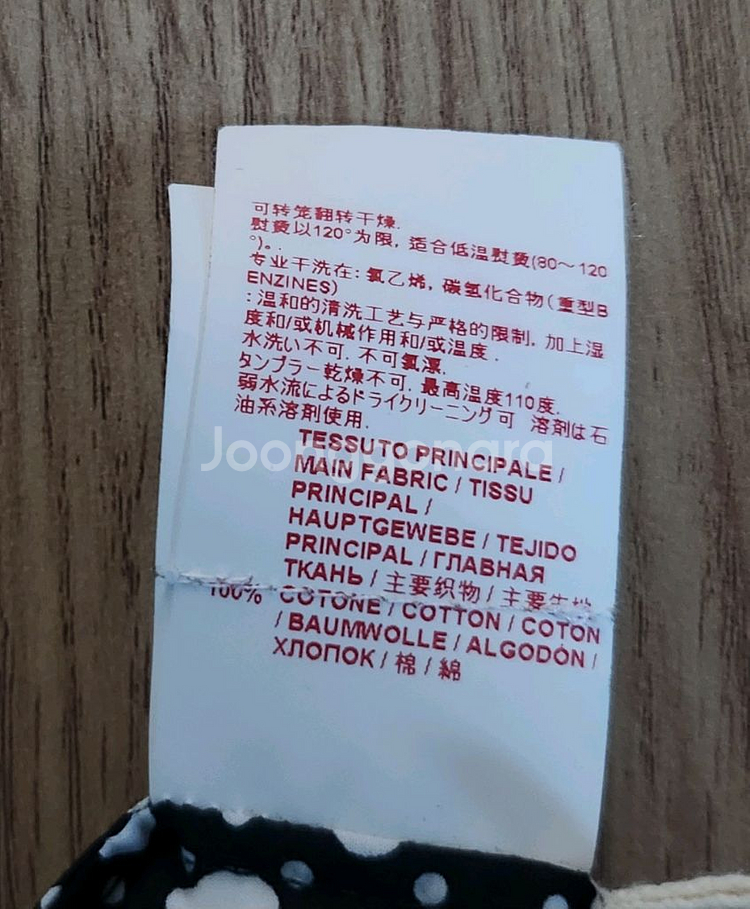 可转笼翻转干燥.
熨烫以120°为限, 适合低温熨烫(80～120
°)。.
专业干洗在: 氯乙烯, 碳氢化合物 (重型B
ENZINES)
: 温和的清洗工艺与严格的限制, 加上湿
度和/或机械作用和/或温度 .
水洗い不可. 不可氯漂.
タンブラー乾燥不可. 最高温度110度.
弱水流によるドライクリーニング可 溶剤は石
油系溶剤使用.
Joongonara
TESSUTO PRINCIPALE /
MAIN FABRIC / TISSU
PRINCIPAL /
HAUPTGEWEBE / TEJIDO
PRINCIPAL / ГЛАВНАЯ
ТКАНЬ / 主要织物 / 主要生地
100% COTONE / COTTON / COTON
/ BAUMWOLLE / ALGODÓN /
ХЛОПОК / 棉 / 綿